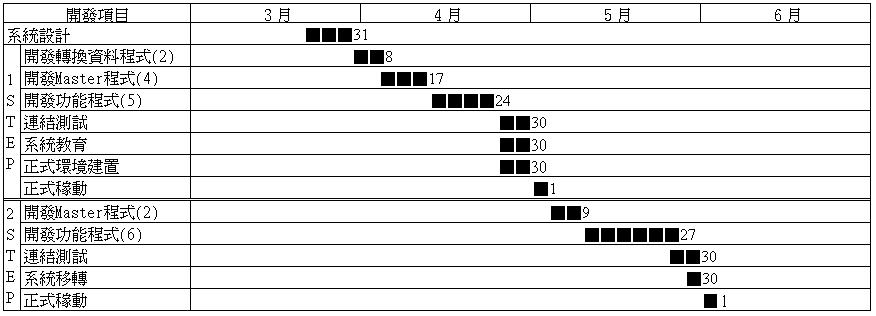 開發項目 3月 4月 5月 6月
系統設計 31
開發轉換資料程式(2) 8
1 開發Master程式(4) 17
S 開發功能程式(5) 24
T 連結測試 30
E 系統教育 30
P 正式環境建置 30
正式稼動 1
2 開發Master程式(2) 9
S 開發功能程式(6) 27
T 連結測試 30
E 系統移轉 30
P 正式稼動 1